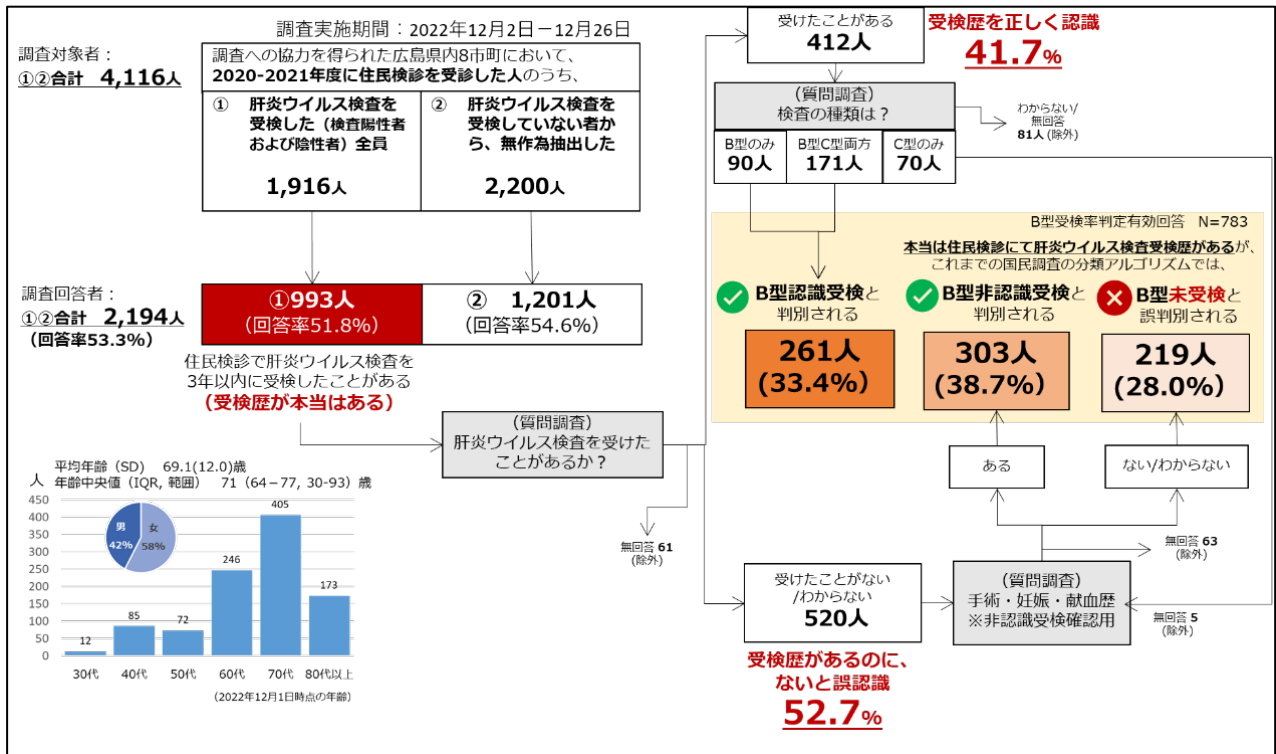 調査実施期間：2022年12月2日－12月26日
調査対象者：
①②合計 4,116人
調査への協力を得られた広島県内8市町において、
2020-2021年度に住民検診を受診した人のうち、
① 肝炎ウイルス検査を
受検した（検査陽性者
および陰性者）全員
1,916人
② 肝炎ウイルス検査を
受検していない者か
ら、無作為抽出した
2,200人
調査回答者：
①②合計 2,194人
（回答率53.3%）
①993人
（回答率51.8%）
② 1,201人
（回答率54.6%）
住民検診で肝炎ウイルス検査を
3年以内に受検したことがある
（受検歴が本当はある）
（質問調査）
肝炎ウイルス検査を受けた
ことがあるか？
無回答 61
(除外)
受けたことがある
412人
受検歴を正しく認識
41.7%
（質問調査）
検査の種類は？
わからない/
無回答
81人(除外)
B型のみ
90人
B型C型両方
171人
C型のみ
70人
B型受検率判定有効回答 N=783
本当は住民検診にて肝炎ウイルス検査受検歴があるが、
これまでの国民調査の分類アルゴリズムでは、
B型認識受検と
判別される
261人
(33.4%)
B型非認識受検と
判別される
303人
(38.7%)
B型未受検と
誤判別される
219人
(28.0%)
ある
ない/わからない
無回答 63
(除外)
受けたことがない
/わからない
520人
（質問調査）
手術・妊娠・献血歴
※非認識受検確認用
無回答 5
(除外)
受検歴があるのに、
ないと誤認識
52.7%
平均年齢（SD） 69.1(12.0)歳
年齢中央値（IQR, 範囲） 71（64－77, 30-93）歳
人
450
400
350
300
250
200
150
100
50
0
男
42%
女
58%
12
85
72
246
405
173
30代
40代
50代
60代
70代
80代以上
（2022年12月1日時点の年齢）